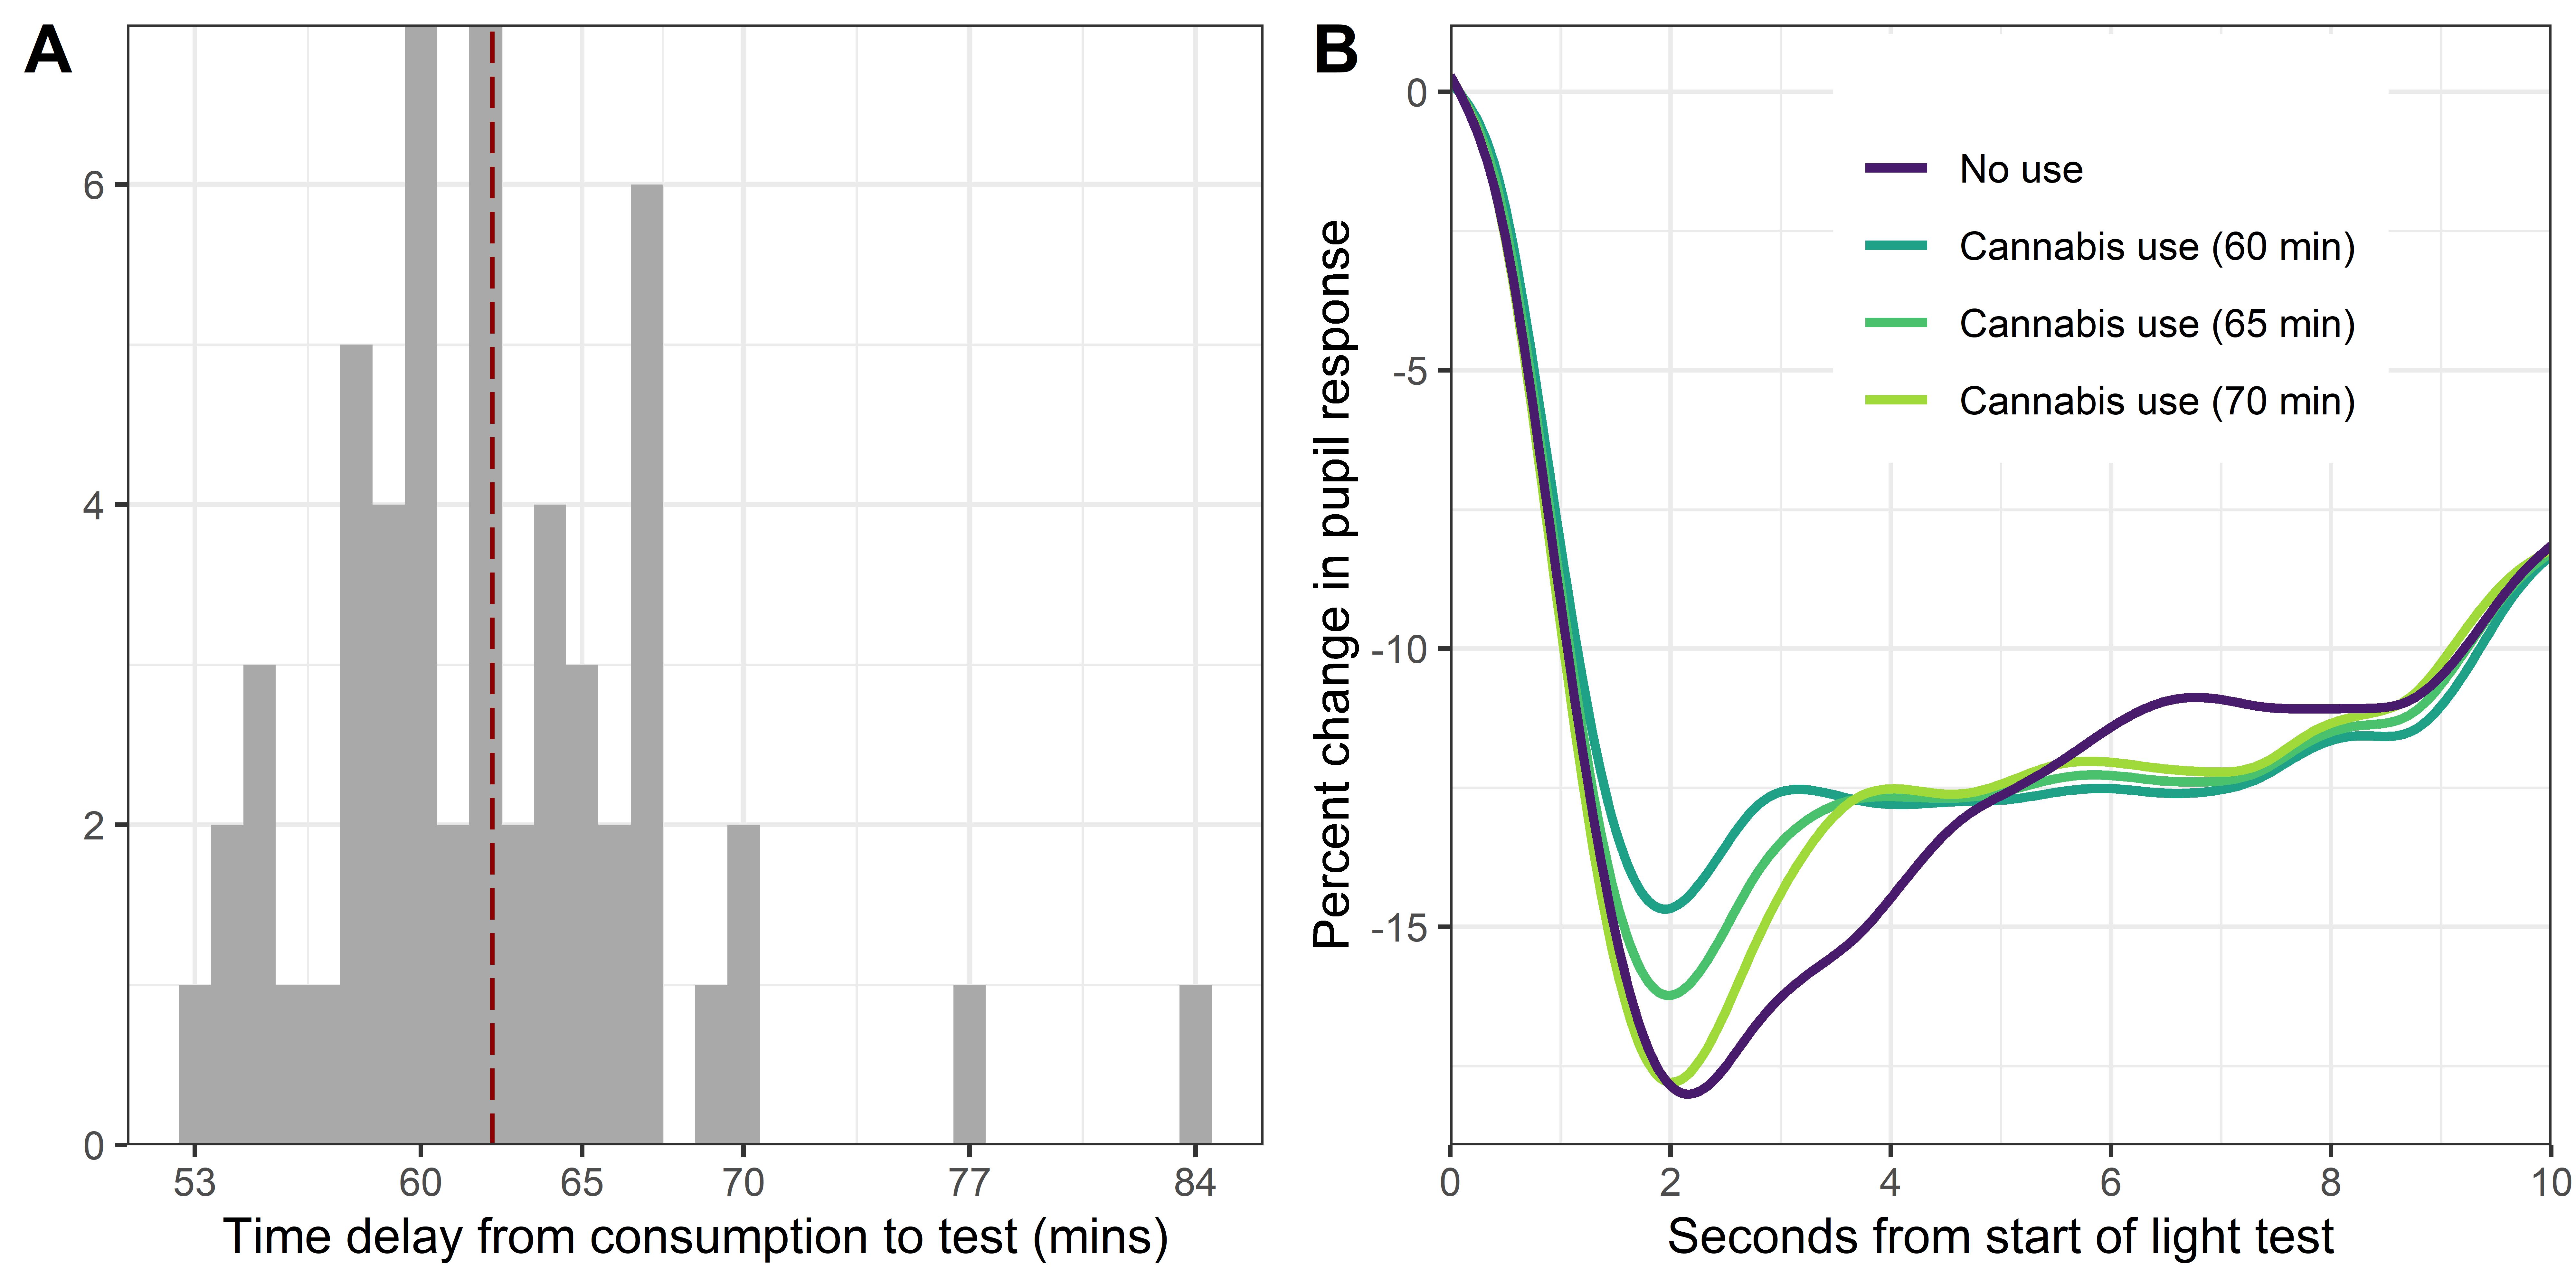 A
6
4
2
0
53 60 65 70 77 84
Time delay from consumption to test (mins)
B
Percent change in pupil response
0
-5
-10
-15
No use
Cannabis use (60 min)
Cannabis use (65 min)
Cannabis use (70 min)
0 2 4 6 8 10
Seconds from start of light test